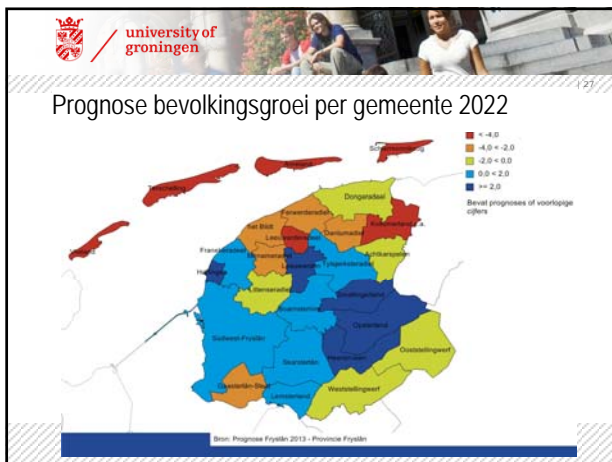 university of
groningen
| 27
Prognose bevolkingsgroei per gemeente 2022
< -4,0
-4,0 < -2,0
-2,0 < 0,0
0,0 < 2,0
>= 2,0
Bevat prognoses of voorlopige
cijfers
Schiermonnikoog
Ameland
Terschelling
Vlieland
Dongeradeel
Ferwerderadiel
Het Bildt
Dantumadiel
Kollumerland c.a.
Leeuwarderadeel
Franekeradeel
Menameradiel
Achtkarspelen
Harlingen
Leeuwarden
Tytsjerksteradiel
Littenseradiel
Smallingerland
Boarnsterhim
Opsterland
Súdwest-Fryslân
Heerenveen
Ooststellingwerf
Skarsterlân
Gaasterlân-Sleat
Weststellingwerf
Lemsterland
Bron: Prognose Fryslân 2013 - Provincie Fryslân